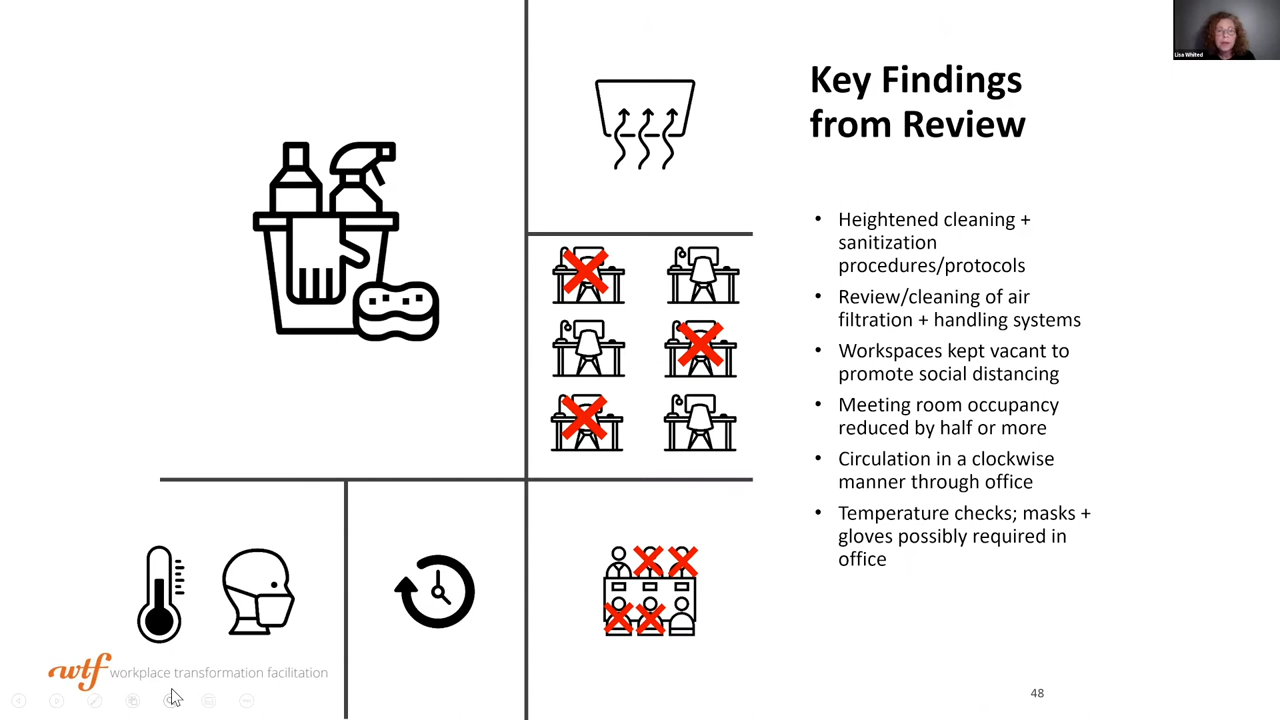 Lisa Whited
Key Findings
from Review
• Heightened cleaning +
sanitization
procedures/protocols
• Review/cleaning of air
filtration + handling systems
• Workspaces kept vacant to
promote social distancing
• Meeting room occupancy
reduced by half or more
• Circulation in a clockwise
manner through office
• Temperature checks; masks +
gloves possibly required in
office
wtf workplace transformation facilitation
48